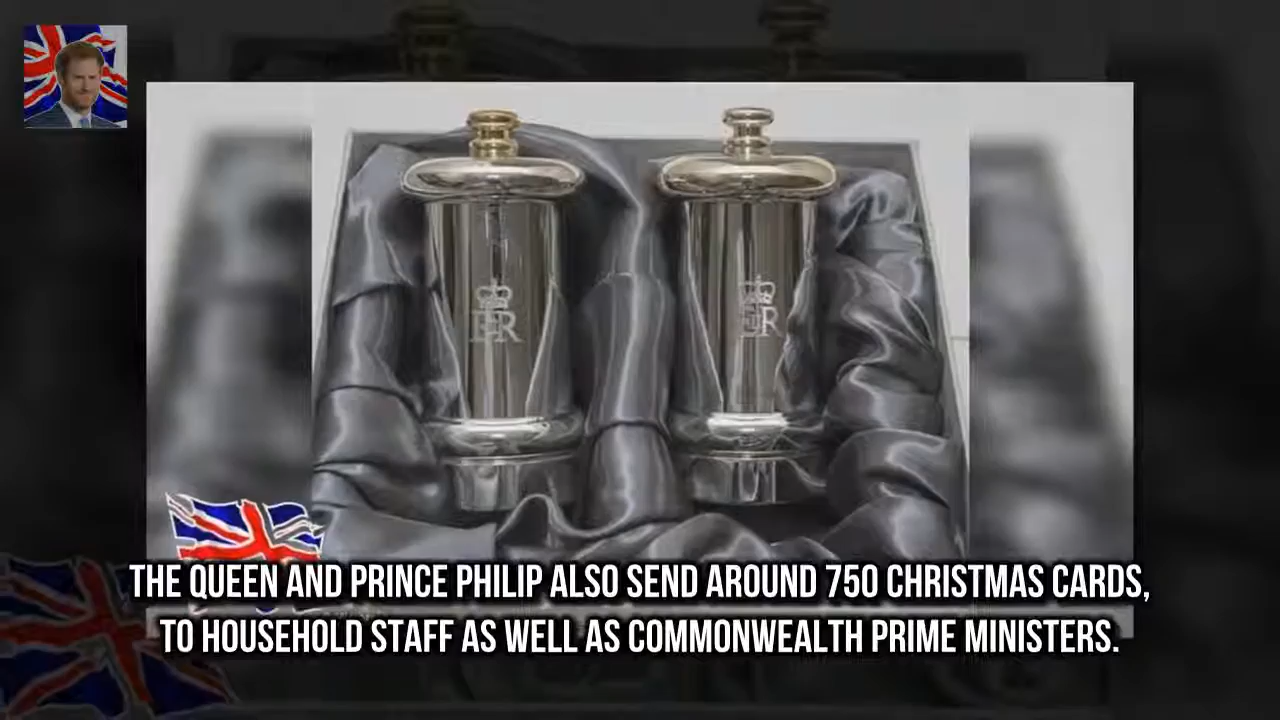 ER
ER
THE QUEEN AND PRINCE PHILIP ALSO SEND AROUND 750 CHRISTMAS CARDS,
TO HOUSEHOLD STAFF AS WELL AS COMMONWEALTH PRIME MINISTERS.